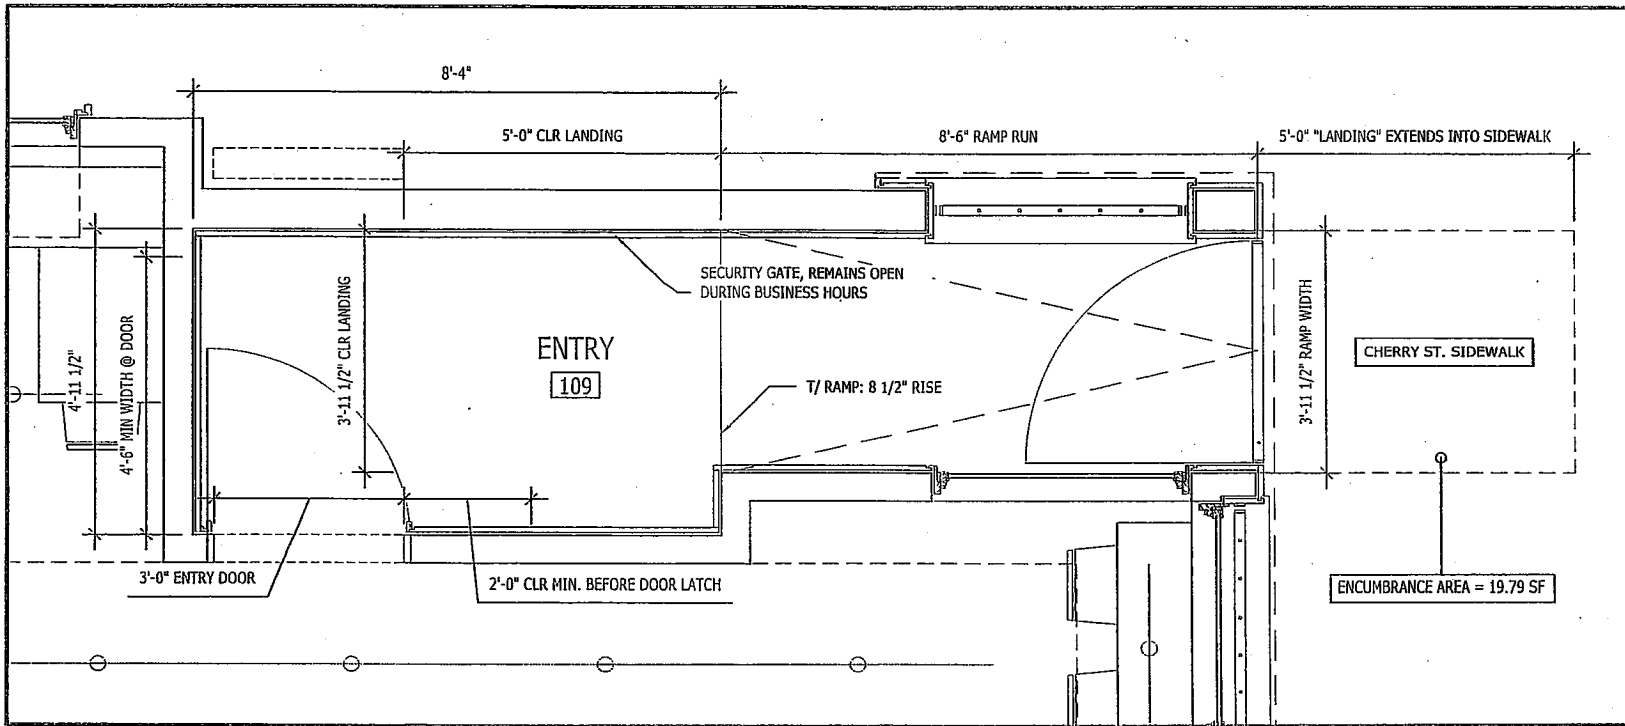 8'-4"
5'-0" CLR LANDING
8'-6" RAMP RUN
5'-0" "LANDING" EXTENDS INTO SIDEWALK
SECURITY GATE, REMAINS OPEN
DURING BUSINESS HOURS
4'-11 1/2"
4'-6" MIN WIDTH @ DOOR
3'-11 1/2" CLR LANDING
ENTRY
109
T/ RAMP: 8 1/2" RISE
3'-11 1/2" RAMP WIDTH
CHERRY ST. SIDEWALK
3'-0" ENTRY DOOR
2'-0" CLR MIN. BEFORE DOOR LATCH
ENCUMBRANCE AREA = 19.79 SF